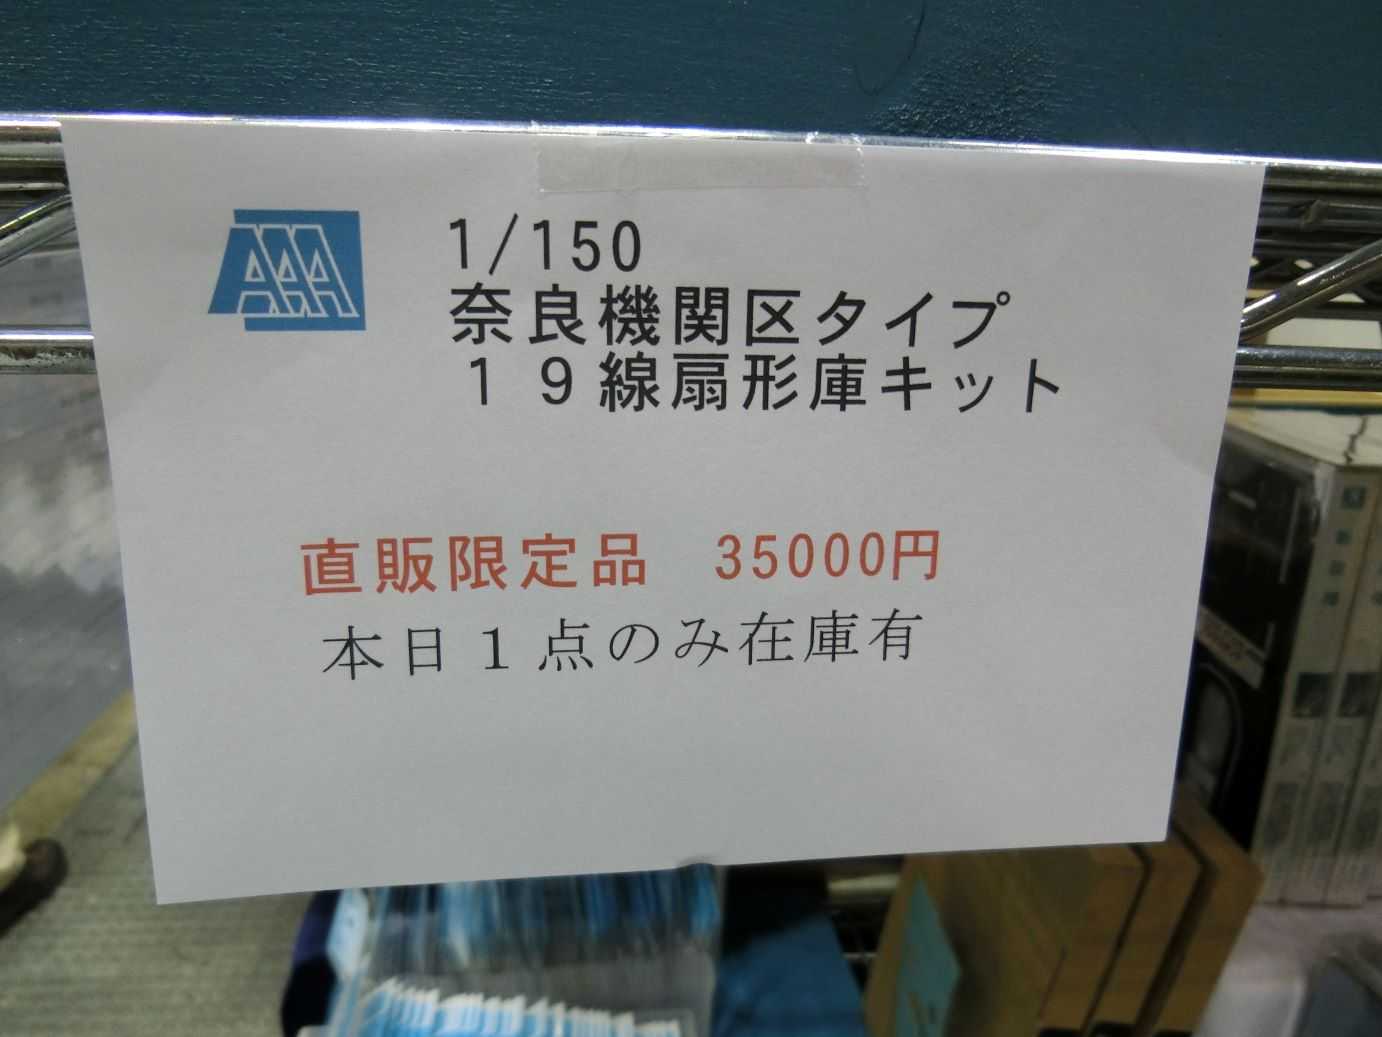 AAA
1/150
奈良機関区タイプ
１９線扇形庫キット
直販限定品　35000円
本日１点のみ在庫有